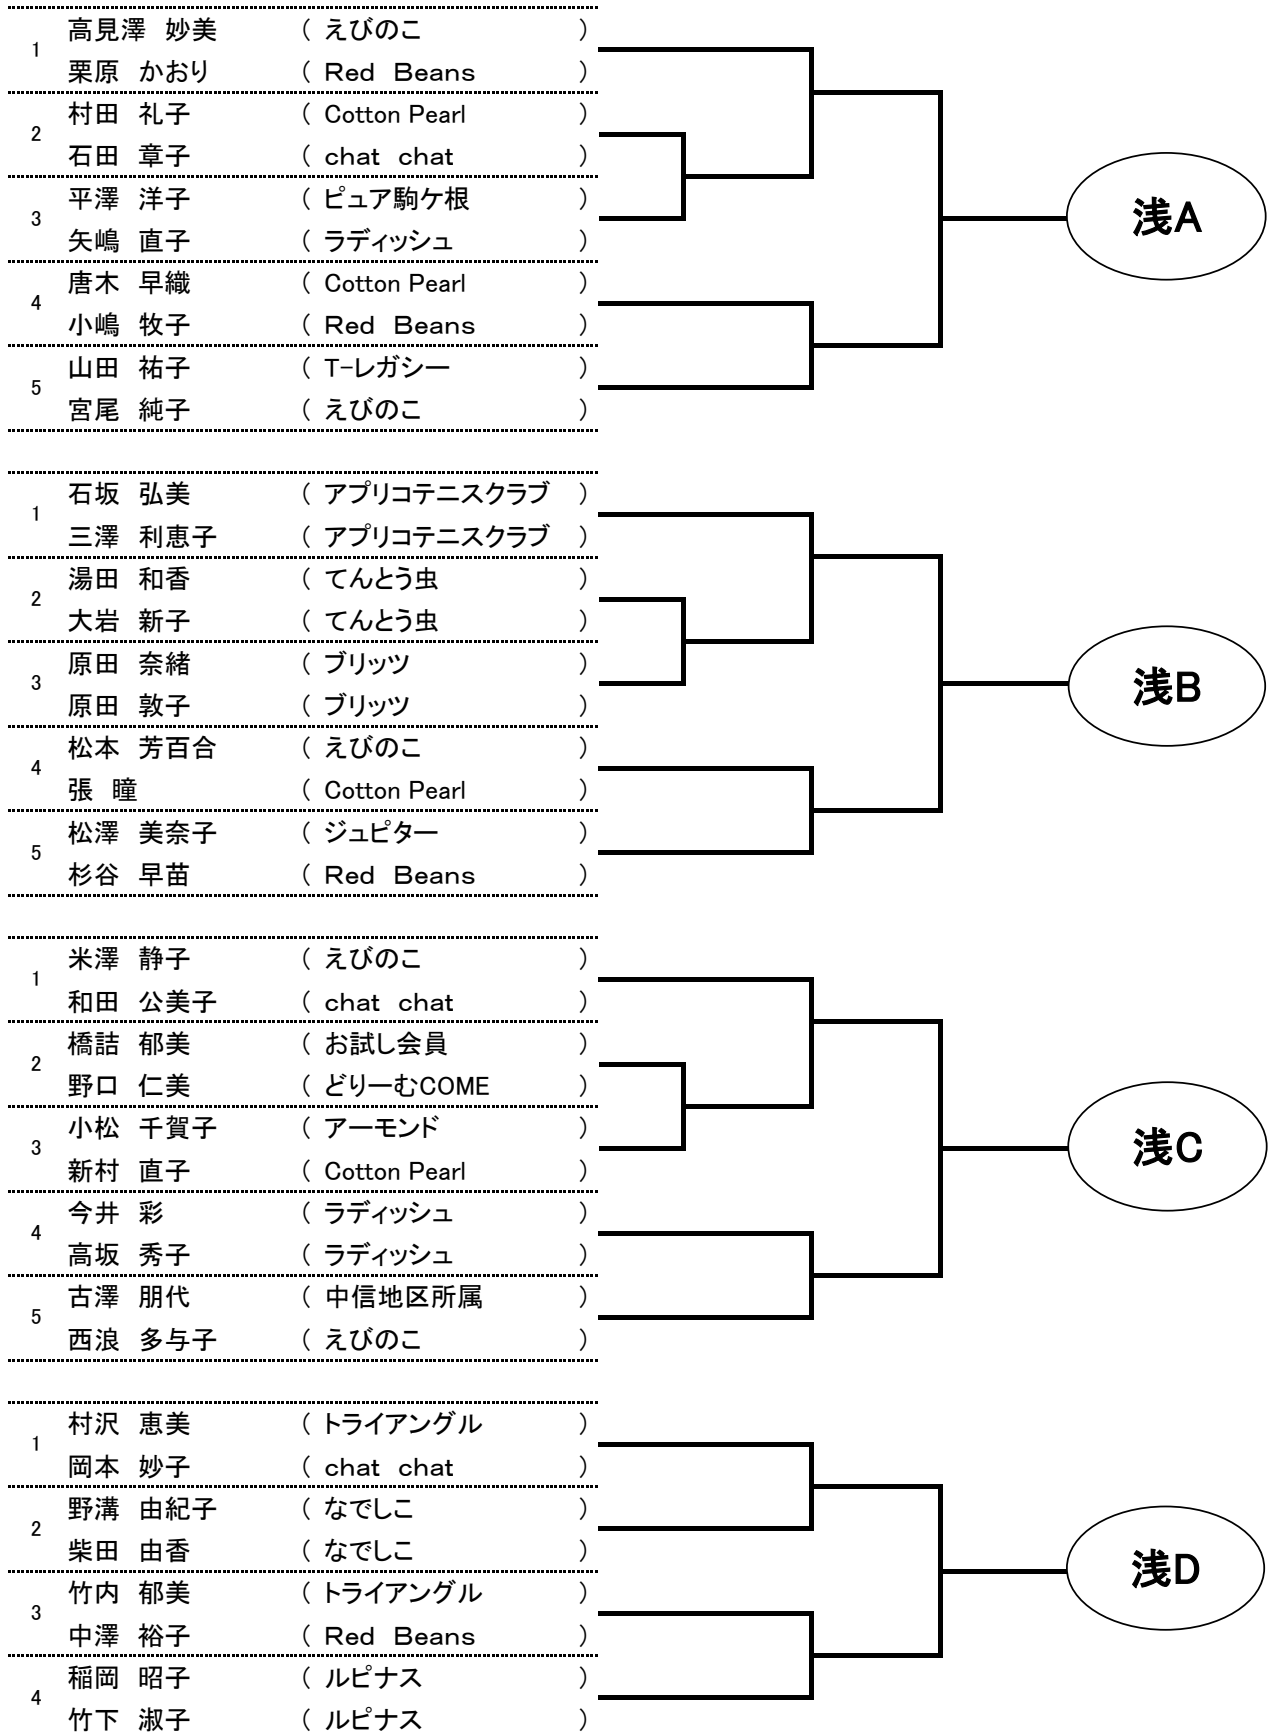 高見澤 妙美 ( えびのこ )
1
栗原 かおり ( Red Beans )
村田 礼子 ( Cotton Pearl )
2
石田 章子 ( chat chat )
平澤 洋子 ( ピュア駒ケ根 )
3
矢嶋 直子 ( ラディッシュ )
浅A
唐木 早織 ( Cotton Pearl )
4
小嶋 牧子 ( Red Beans )
山田 祐子 ( T-レガシー )
5
宮尾 純子 ( えびのこ )
石坂 弘美 ( アプリコテニスクラブ )
1
三澤 利恵子 ( アプリコテニスクラブ )
湯田 和香 ( てんとう虫 )
2
大岩 新子 ( てんとう虫 )
原田 奈緒 ( ブリッツ )
3
原田 敦子 ( ブリッツ )
浅B
松本 芳百合 ( えびのこ )
4
張 瞳 ( Cotton Pearl )
松澤 美奈子 ( ジュピター )
5
杉谷 早苗 ( Red Beans )
米澤 静子 ( えびのこ )
1
和田 公美子 ( chat chat )
橋詰 郁美 ( お試し会員 )
2
野口 仁美 ( どりーむCOME )
小松 千賀子 ( アーモンド )
3
新村 直子 ( Cotton Pearl )
浅C
今井 彩 ( ラディッシュ )
4
高坂 秀子 ( ラディッシュ )
古澤 朋代 ( 中信地区所属 )
5
西浪 多与子 ( えびのこ )
村沢 恵美 ( トライアングル )
1
岡本 妙子 ( chat chat )
野溝 由紀子 ( なでしこ )
2
柴田 由香 ( なでしこ )
浅D
竹内 郁美 ( トライアングル )
3
中澤 裕子 ( Red Beans )
稲岡 昭子 ( ルピナス )
4
竹下 淑子 ( ルピナス )